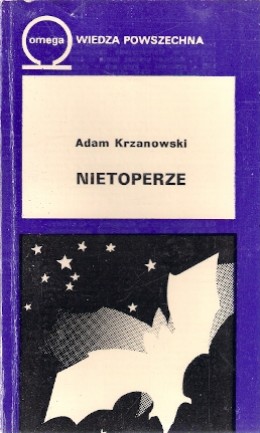 omega
WIEDZA POWSZECHNA
Adam Krzanowski
NIETOPERZE